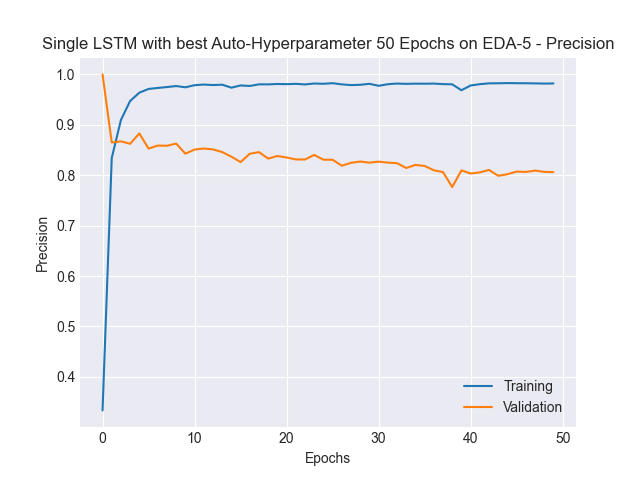 Single LSTM with best Auto-Hyperparameter 50 Epochs on EDA-5 - Precision
1.0
0.9
0.8
0.7
0.6
0.5
0.4
Precision
0 10 20 30 40 50
Epochs
Training
Validation